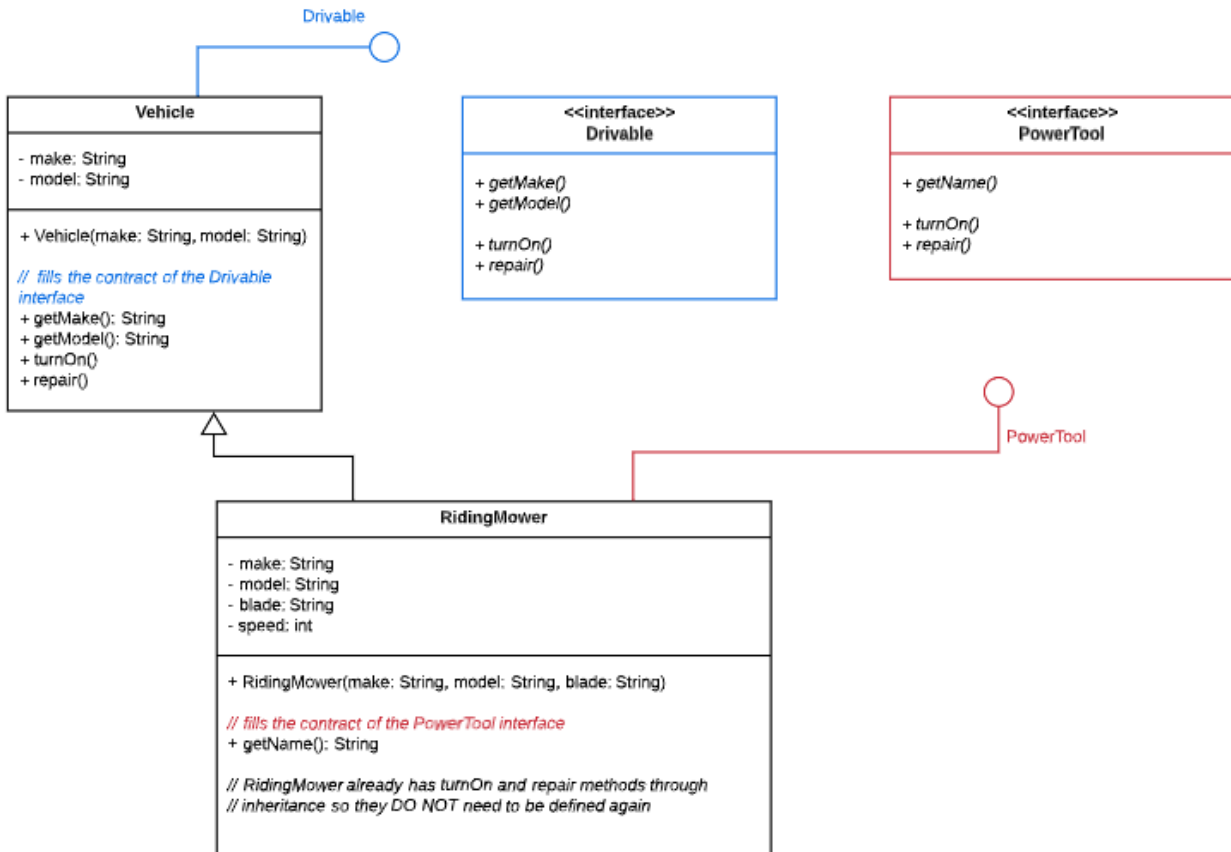 Drivable
Vehicle
- make: String
- model: String
+ Vehicle(make: String, model: String)
// fills the contract of the Drivable
interface
+ getMake(): String
+ getModel(): String
+ turnOn()
+ repair()
<<interface>>
Drivable
+ getMake()
+ getModel()
+ turnOn()
+ repair()
<<interface>>
PowerTool
+ getName()
+ turnOn()
+ repair()
PowerTool
RidingMower
- make: String
- model: String
- blade: String
- speed: int
+ RidingMower(make: String, model: String, blade: String)
// fills the contract of the PowerTool interface
+ getName(): String
// RidingMower already has turnOn and repair methods through
// inheritance so they DO NOT need to be defined again